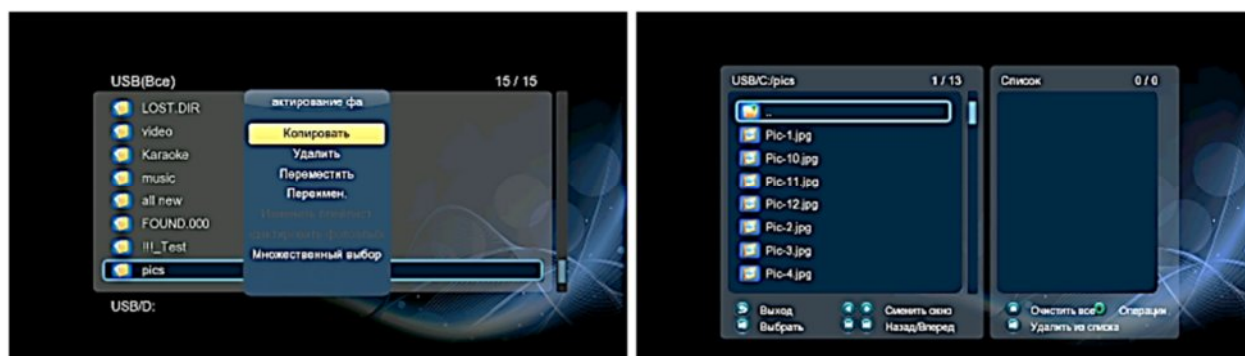 USB(Все) 15 / 15
LOST.DIR
video
Karaoke
music
all new
FOUND.000
!!!_Test
pics
USB/D:
актирование фа
Копировать
Удалить
Переместить
Переимен.
Множественный выбор
USB/C:/pics 1 / 13
..
Pic-1.jpg
Pic-10.jpg
Pic-11.jpg
Pic-12.jpg
Pic-2.jpg
Pic-3.jpg
Pic-4.jpg
Выход Сменить окно
Выбрать Назад/Вперед
Список 0 / 0
Очистить все Операции
Удалить из списка